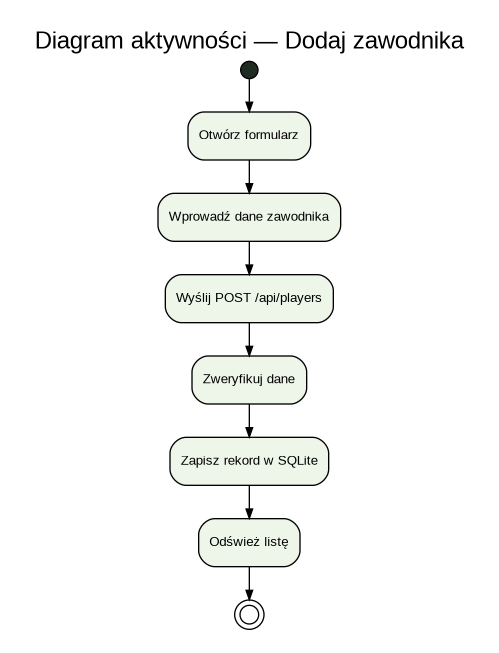 Diagram aktywności — Dodaj zawodnika
Otwórz formularz
Wprowadź dane zawodnika
Wyślij POST /api/players
Zweryfikuj dane
Zapisz rekord w SQLite
Odśwież listę